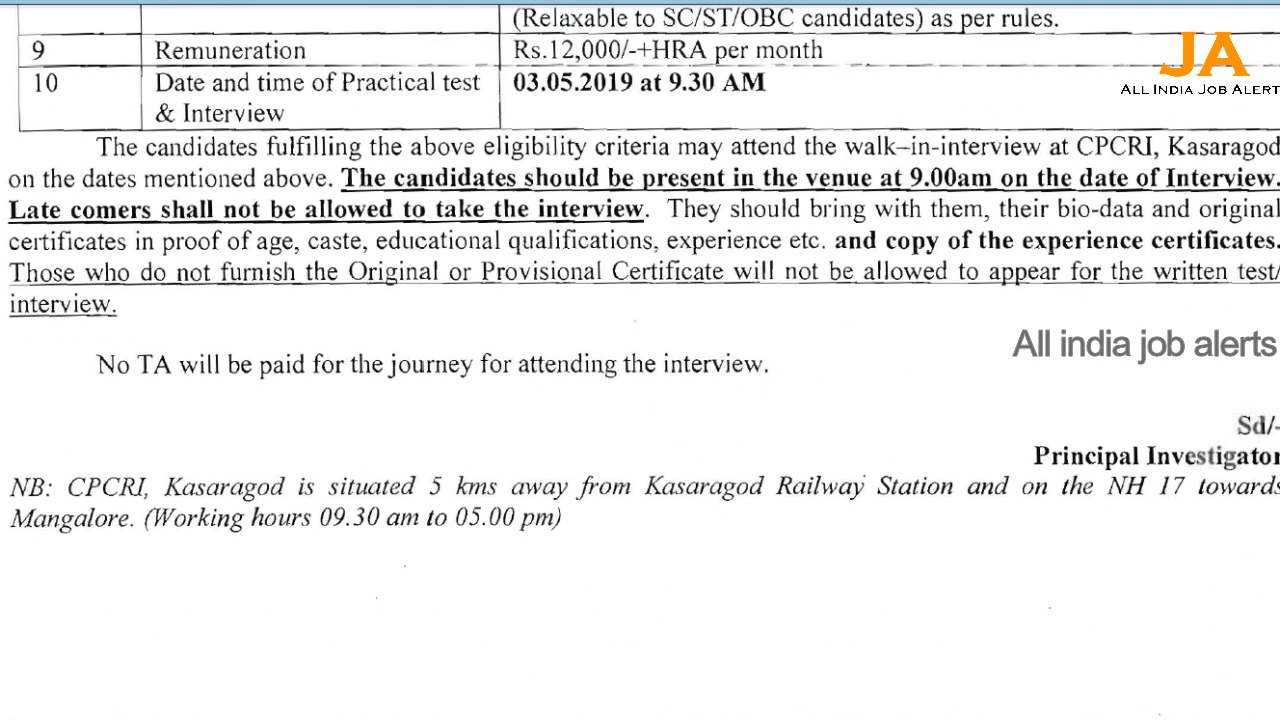 (Relaxable to SC/ST/OBC candidates) as per rules.
9 Remuneration Rs.12,000/-+HRA per month
10 Date and time of Practical test 03.05.2019 at 9.30 AM
& Interview
JA
ALL INDIA JOB ALERT
The candidates fulfilling the above eligibility criteria may attend the walk–in-interview at CPCRI, Kasaragod
on the dates mentioned above. The candidates should be present in the venue at 9.00am on the date of Interview.
Late comers shall not be allowed to take the interview. They should bring with them, their bio-data and original
certificates in proof of age, caste, educational qualifications, experience etc. and copy of the experience certificates.
Those who do not furnish the Original or Provisional Certificate will not be allowed to appear for the written test/
interview.
All india job alerts
No TA will be paid for the journey for attending the interview.
Sd/-
Principal Investigator
NB: CPCRI, Kasaragod is situated 5 kms away from Kasaragod Railway Station and on the NH 17 towards
Mangalore. (Working hours 09.30 am to 05.00 pm)